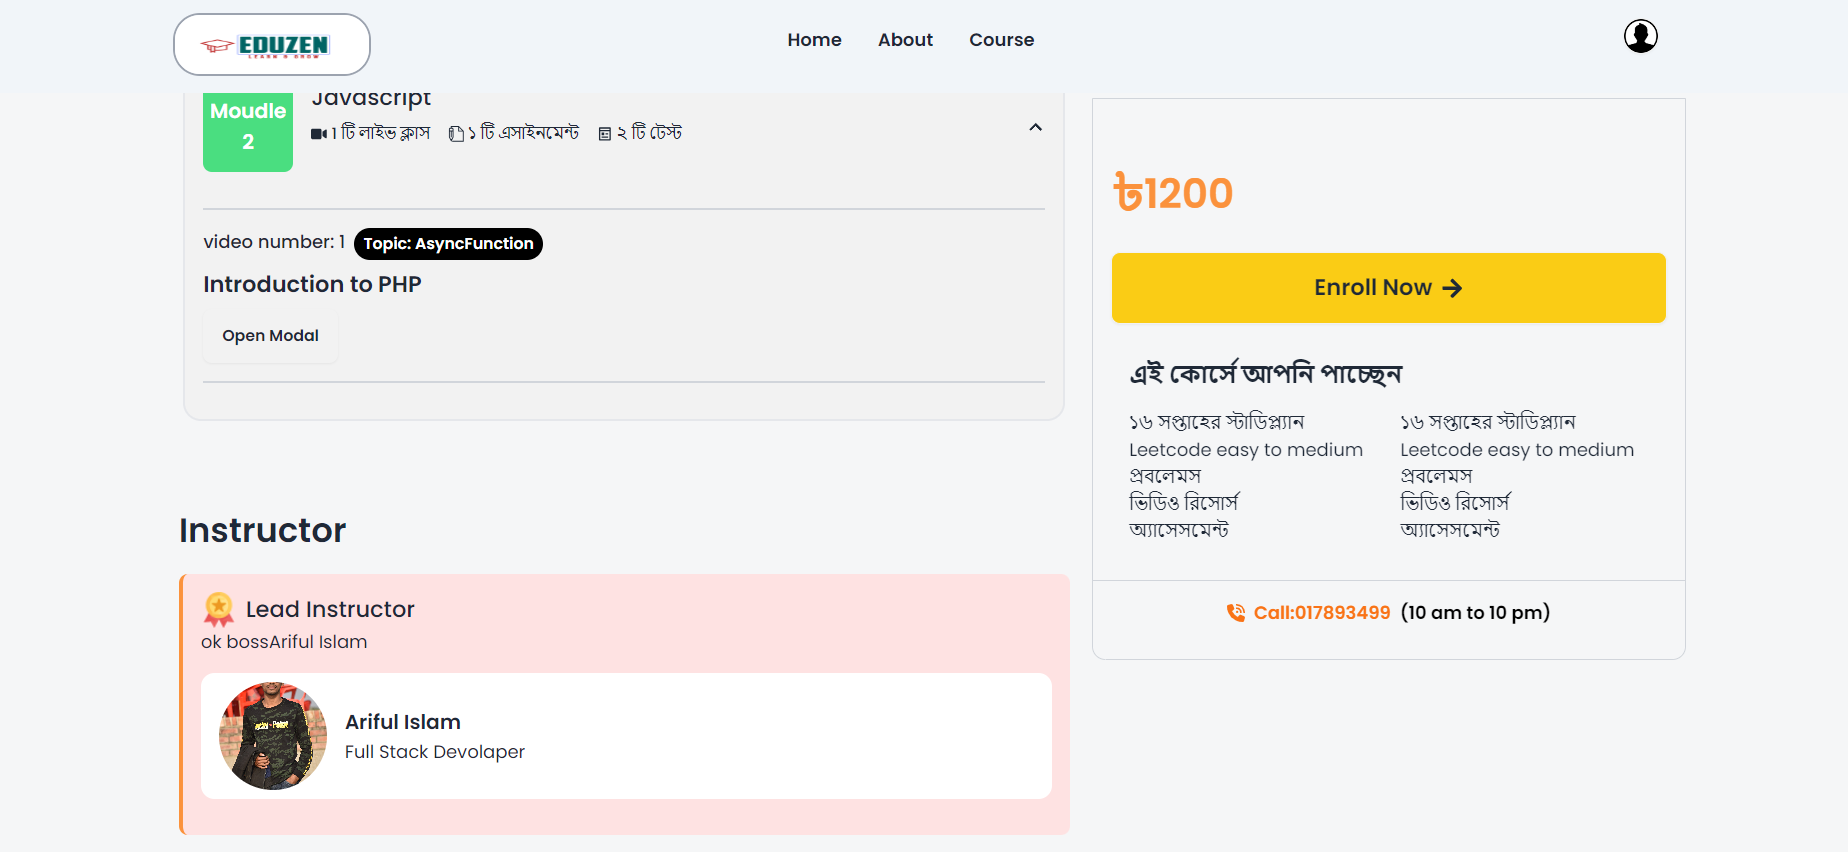 EDUZEN
LEARN & GROW
Home
About
Course
Javascript
Moudle
2
1 টি লাইভ ক্লাস
১ টি এসাইনমেন্ট
২ টি টেস্ট
video number: 1
Topic: AsyncFunction
Introduction to PHP
Open Modal
৳1200
Enroll Now
এই কোর্সে আপনি পাচ্ছেন
১৬ সপ্তাহের স্টাডিপ্ল্যান
Leetcode easy to medium
প্রবলেমস
ভিডিও রিসোর্স
অ্যাসেসমেন্ট
১৬ সপ্তাহের স্টাডিপ্ল্যান
Leetcode easy to medium
প্রবলেমস
ভিডিও রিসোর্স
অ্যাসেসমেন্ট
Call:017893499 (10 am to 10 pm)
Instructor
Lead Instructor
ok bossAriful Islam
Ariful Islam
Full Stack Devolaper